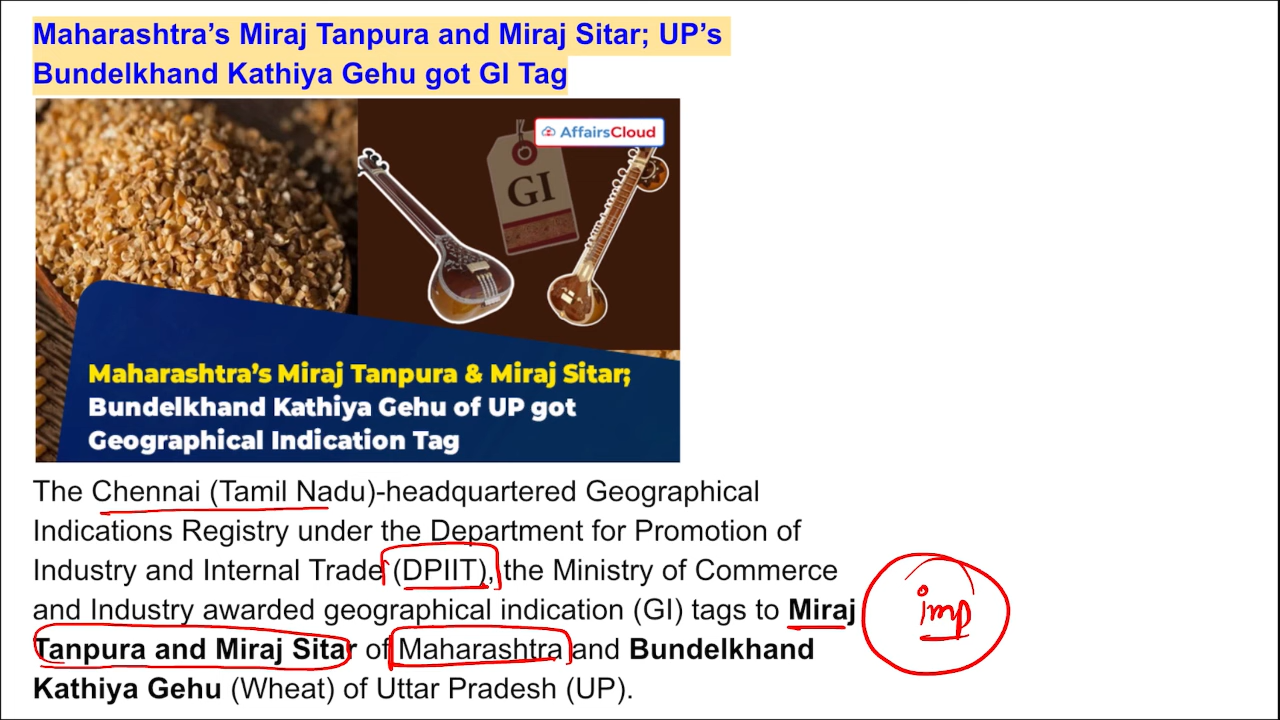 Maharashtra’s Miraj Tanpura and Miraj Sitar; UP’s
Bundelkhand Kathiya Gehu got GI Tag
AffairsCloud
GI
Maharashtra’s Miraj Tanpura & Miraj Sitar;
Bundelkhand Kathiya Gehu of UP got
Geographical Indication Tag
The Chennai (Tamil Nadu)-headquartered Geographical
Indications Registry under the Department for Promotion of
Industry and Internal Trade (DPIIT), the Ministry of Commerce
and Industry awarded geographical indication (GI) tags to Miraj
Tanpura and Miraj Sitar of Maharashtra and Bundelkhand
Kathiya Gehu (Wheat) of Uttar Pradesh (UP).
imp